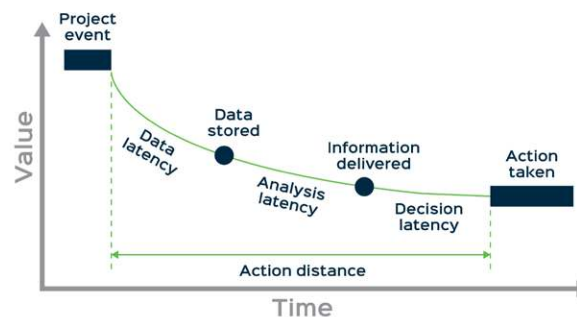 Project
event
Value
Data
latency
Data
stored
Analysis
latency
Information
delivered
Decision
latency
Action
taken
Action distance
Time